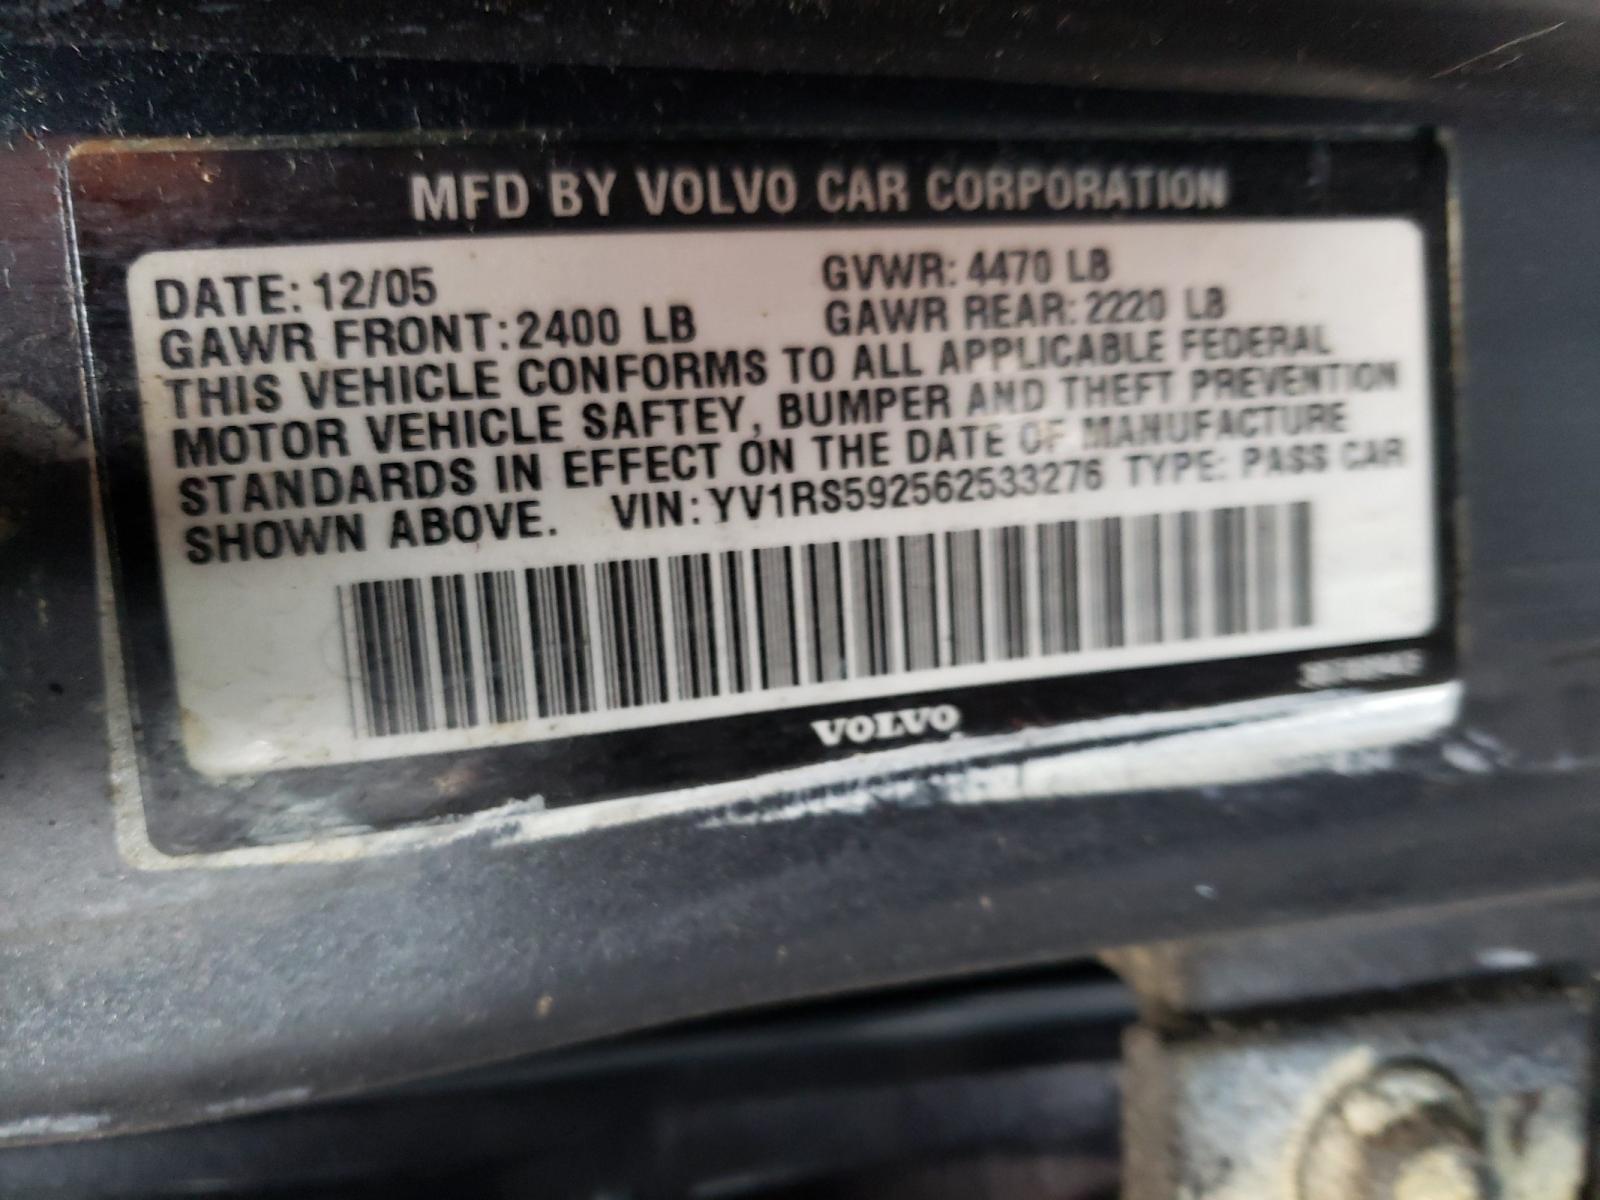 MFD BY VOLVO CAR CORPORATION
DATE: 12/05 GVWR: 4470 LB
GAWR FRONT: 2400 LB GAWR REAR: 2220 LB
THIS VEHICLE CONFORMS TO ALL APPLICABLE FEDERAL
MOTOR VEHICLE SAFTEY, BUMPER AND THEFT PREVENTION
STANDARDS IN EFFECT ON THE DATE OF MANUFACTURE
SHOWN ABOVE. VIN: YV1RS592562533276 TYPE: PASS CAR
VOLVO